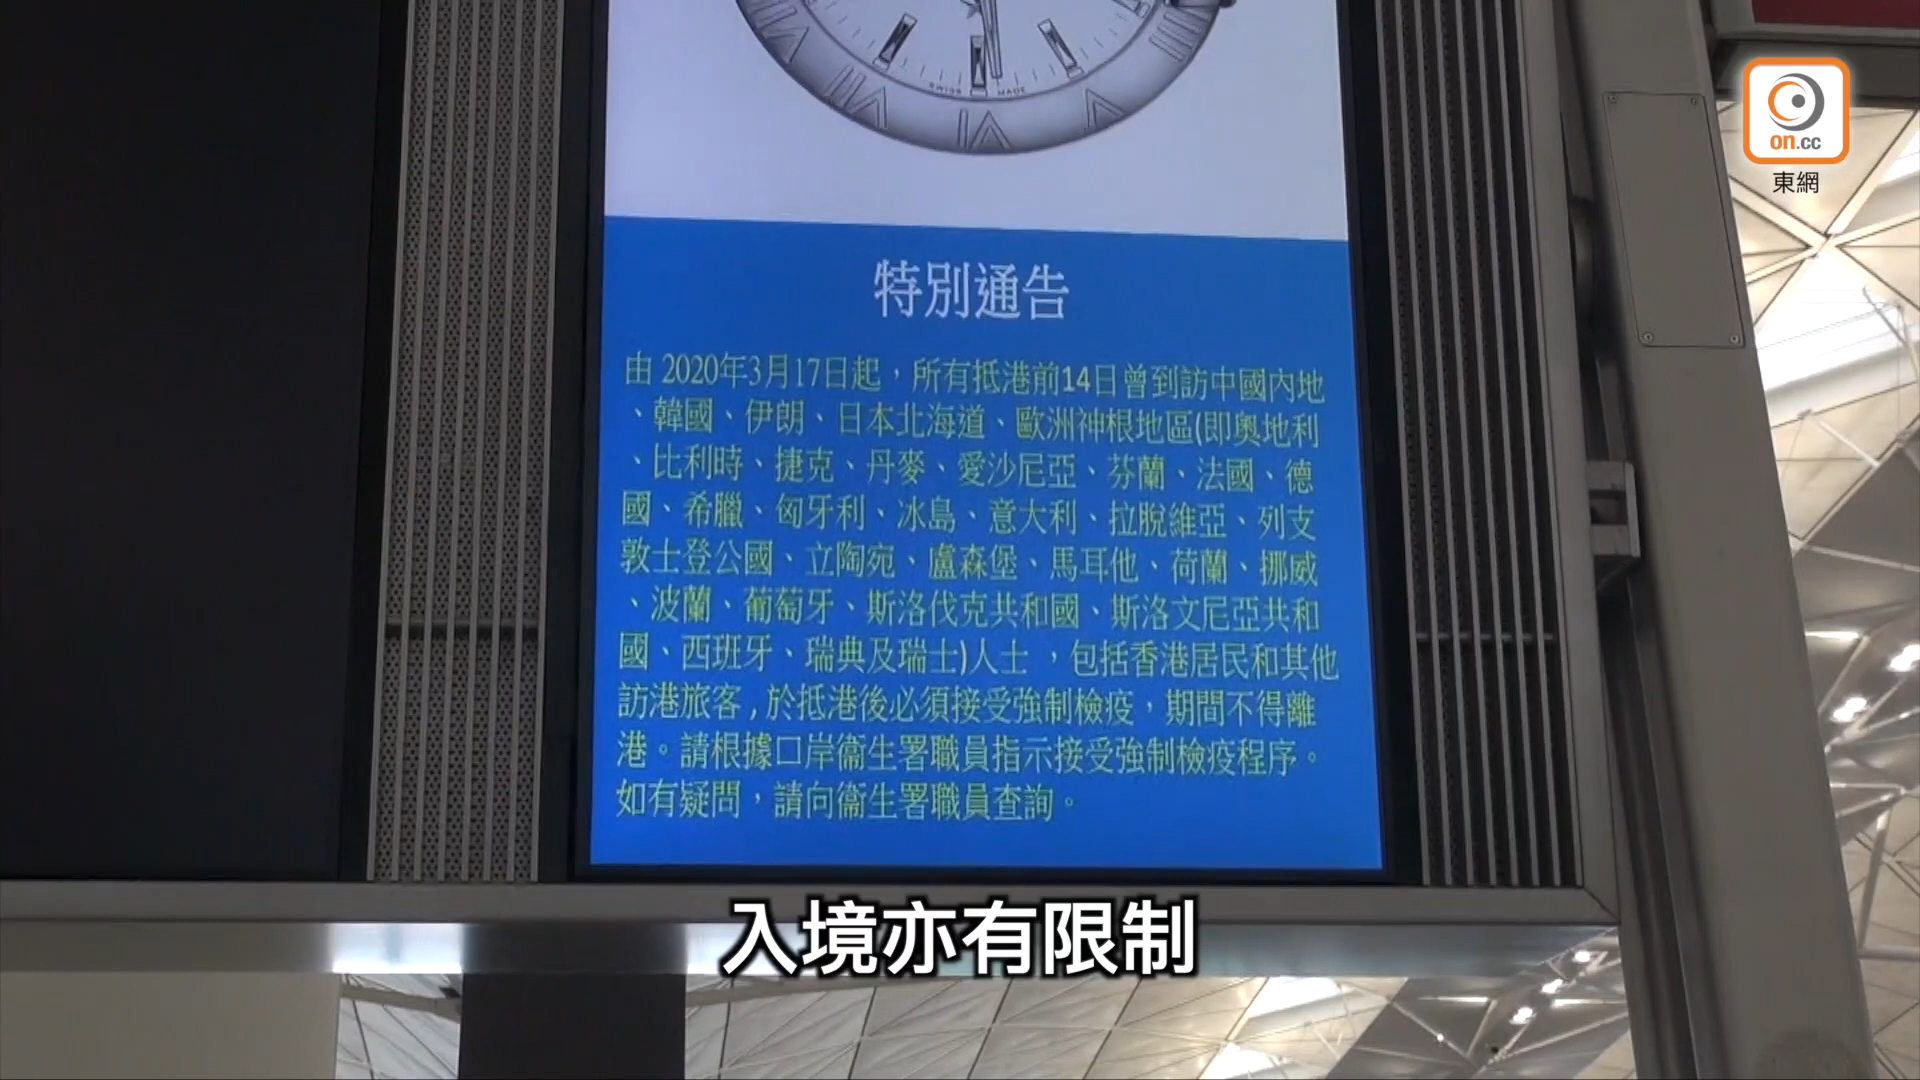 SWISS MADE
on.cc
東網
特別通告
由 2020年3月17日起，所有抵港前14日曾到訪中國內地
、韓國、伊朗、日本北海道、歐洲神根地區(即奧地利
、比利時、捷克、丹麥、愛沙尼亞、芬蘭、法國、德
國、希臘、匈牙利、冰島、意大利、拉脫維亞、列支
敦士登公國、立陶宛、盧森堡、馬耳他、荷蘭、挪威
、波蘭、葡萄牙、斯洛伐克共和國、斯洛文尼亞共和
國、西班牙、瑞典及瑞士)人士 ，包括香港居民和其他
訪港旅客 , 於抵港後必須接受強制檢疫，期間不得離
港。請根據口岸衞生署職員指示接受強制檢疫程序。
如有疑問，請向衞生署職員查詢。
入境亦有限制